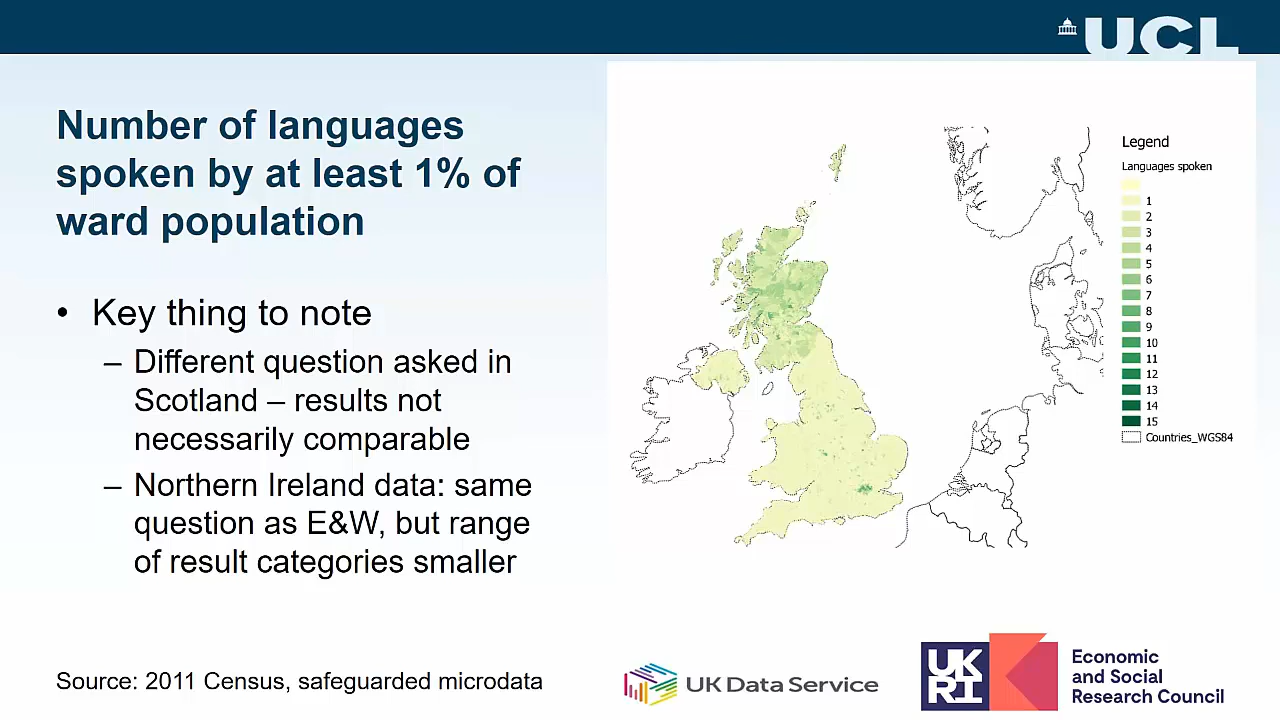 UCL
Number of languages
spoken by at least 1% of
ward population
• Key thing to note
– Different question asked in
Scotland – results not
necessarily comparable
– Northern Ireland data: same
question as E&W, but range
of result categories smaller
Legend
Languages spoken
1
2
3
4
5
6
7
8
9
10
11
12
13
14
15
Countries_WGS84
Source: 2011 Census, safeguarded microdata
UK Data Service
UK
RI
Economic
and Social
Research Council